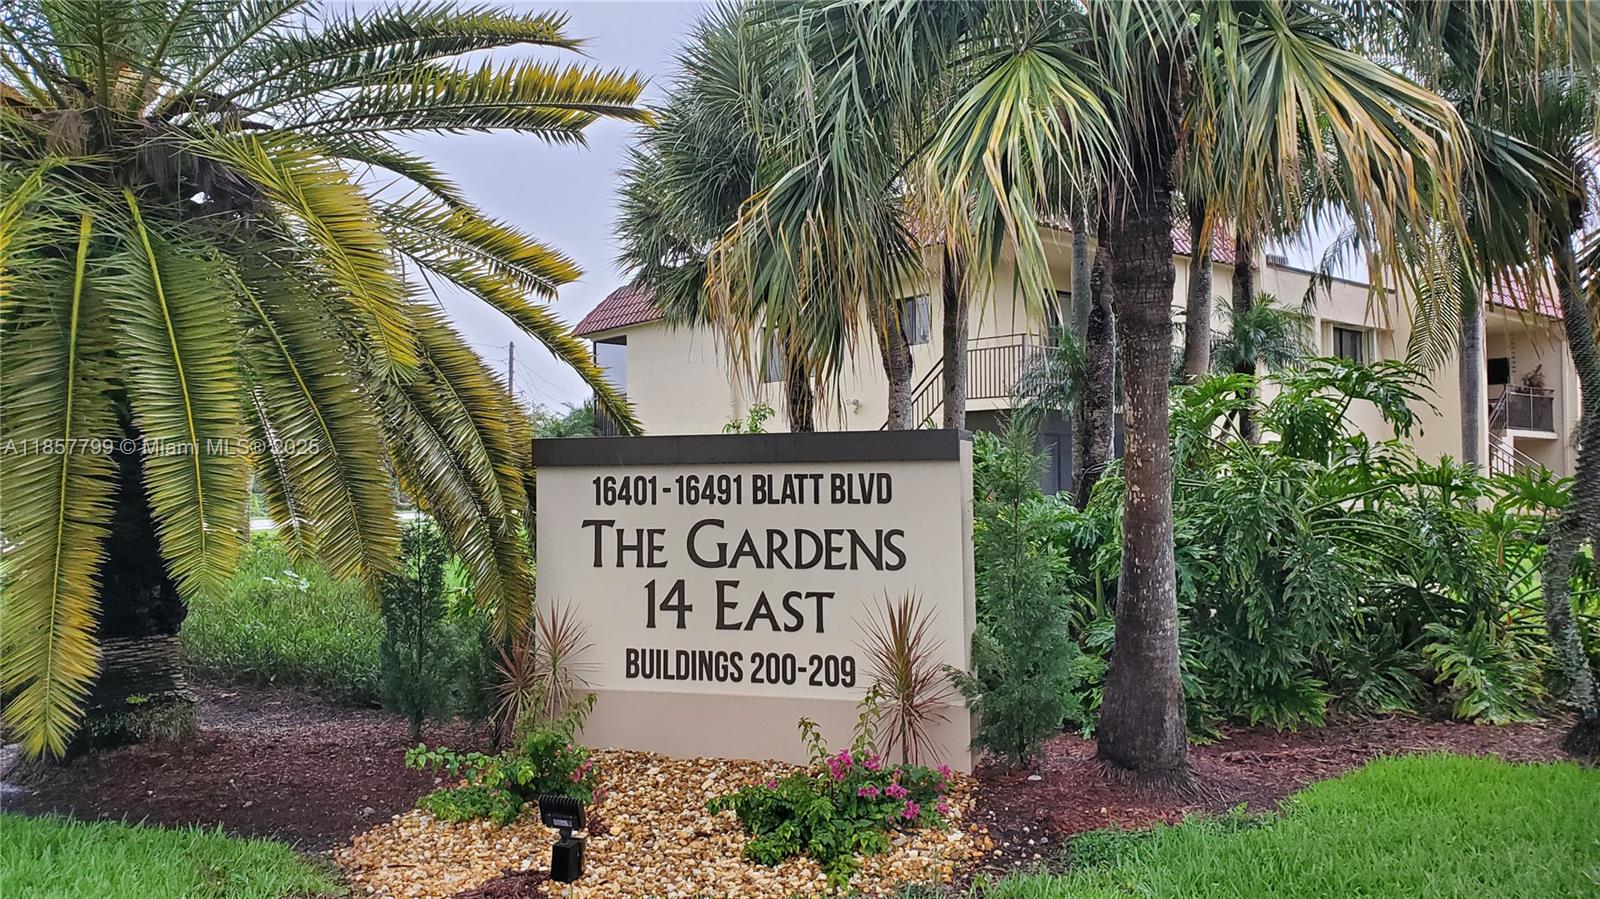 16401-16491 BLATT BLVD
THE GARDENS
14 EAST
BUILDINGS 200-209
A11857799 © Miami MLS® 2025